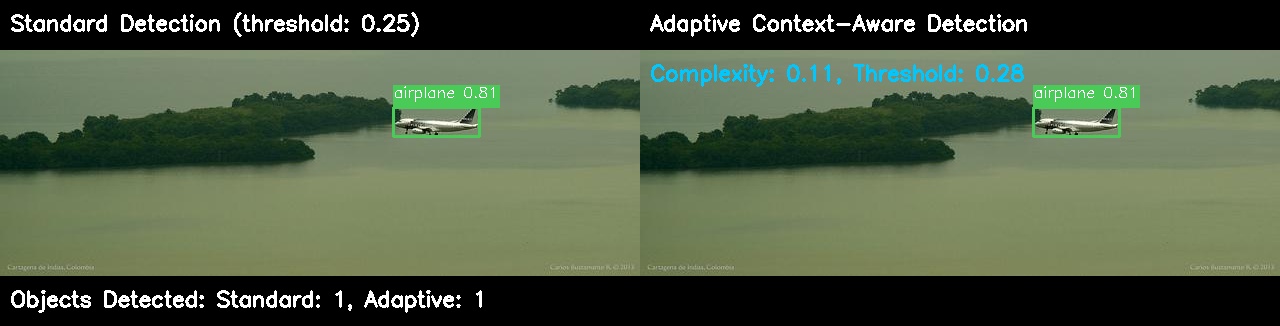 Standard Detection (threshold: 0.25)
Adaptive Context-Aware Detection
Complexity: 0.11, Threshold: 0.28
airplane 0.81
airplane 0.81
Cartagena de Indias, Colombia
Carlos Bustamante R. © 2013
Cartagena de Indias, Colombia
Carlos Bustamante R. © 2013
Objects Detected: Standard: 1, Adaptive: 1